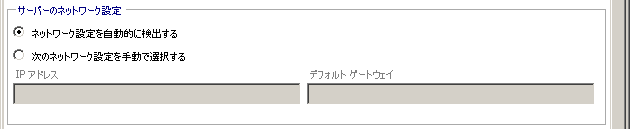 サーバーのネットワーク設定
ネットワーク設定を自動的に検出する
次のネットワーク設定を手動で選択する
IP アドレス
デフォルト ゲートウェイ